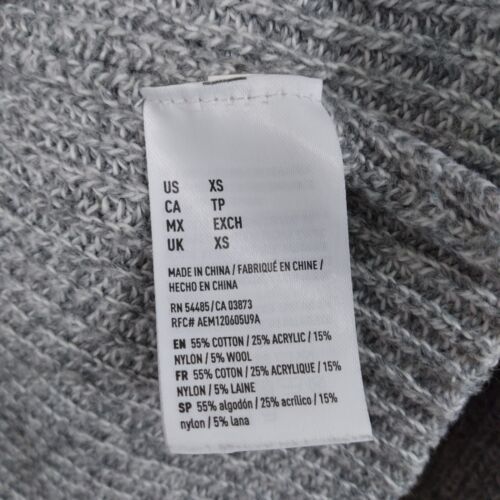 US XS
CA TP
MX EXCH
UK XS
MADE IN CHINA / FABRIQUÉ EN CHINE /
HECHO EN CHINA
RN 54485 / CA 03873
RFC# AEM120605U9A
EN 55% COTTON / 25% ACRYLIC / 15%
NYLON / 5% WOOL
FR 55% COTON / 25% ACRYLIQUE / 15%
NYLON / 5% LAINE
SP 55% algodón / 25% acrílico / 15%
nylon / 5% lana